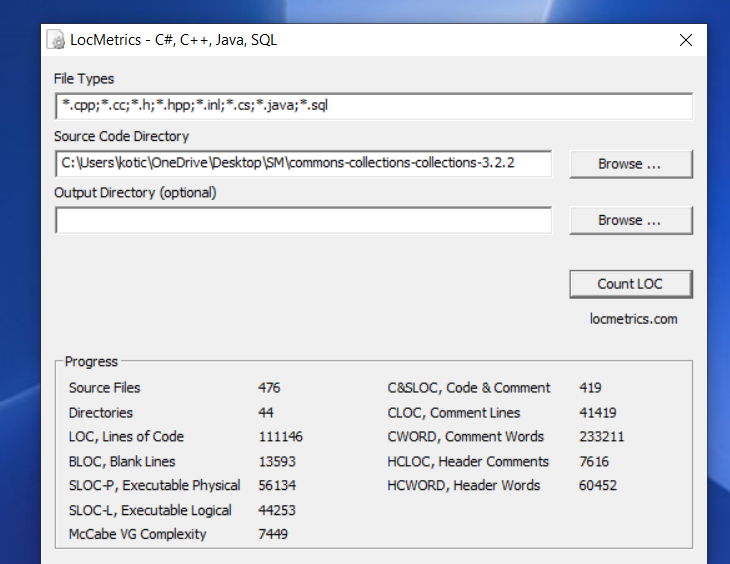 LocMetrics - C#, C++, Java, SQL
File Types
*.cpp;*.cc;*.h;*.hpp;*.inl;*.cs;*.java;*.sql
Source Code Directory
C:\Users\kotic\OneDrive\Desktop\SM\commons-collections-collections-3.2.2 Browse ...
Output Directory (optional)
Browse ...
Count LOC
locmetrics.com
Progress
Source Files 476 C&SLOC, Code & Comment 419
Directories 44 CLOC, Comment Lines 41419
LOC, Lines of Code 111146 CWORD, Comment Words 233211
BLOC, Blank Lines 13593 HCLOC, Header Comments 7616
SLOC-P, Executable Physical 56134 HCWORD, Header Words 60452
SLOC-L, Executable Logical 44253
McCabe VG Complexity 7449